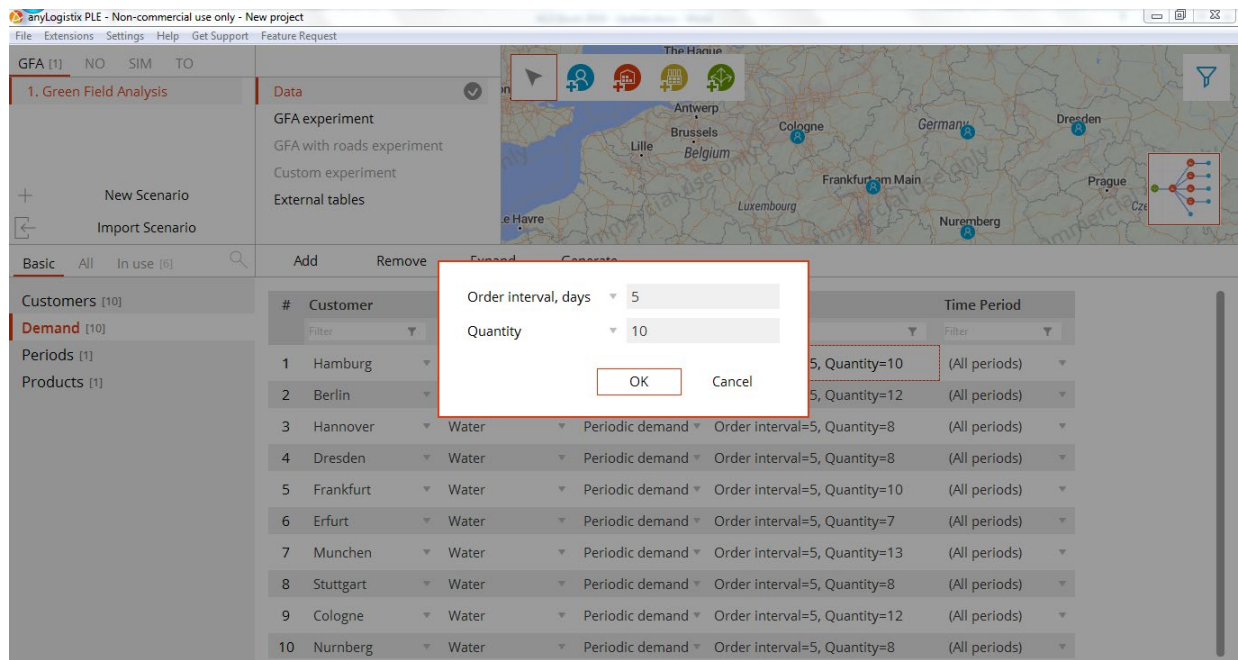 anyLogistix PLE - Non-commercial use only - New project
File Extensions Settings Help Get Support Feature Request
GFA [1] NO SIM TO
1. Green Field Analysis
New Scenario
Import Scenario
Data
GFA experiment
GFA with roads experiment
Custom experiment
External tables
The Hague
Antwerp
Brussels
Lille
Belgium
Cologne
Germany
Dresden
Frankfurt am Main
Prague
Luxembourg
Le Havre
Nuremberg
Basic All In use [6]
Add Remove Expand Generate
Customers [10]
Demand [10]
Periods [1]
Products [1]
Order interval, days 5
Quantity 10
OK Cancel
# Customer Time Period
Filter Filter
1 Hamburg 5, Quantity=10 (All periods)
2 Berlin 5, Quantity=12 (All periods)
3 Hannover Water Periodic demand Order interval=5, Quantity=8 (All periods)
4 Dresden Water Periodic demand Order interval=5, Quantity=8 (All periods)
5 Frankfurt Water Periodic demand Order interval=5, Quantity=10 (All periods)
6 Erfurt Water Periodic demand Order interval=5, Quantity=7 (All periods)
7 Munchen Water Periodic demand Order interval=5, Quantity=13 (All periods)
8 Stuttgart Water Periodic demand Order interval=5, Quantity=8 (All periods)
9 Cologne Water Periodic demand Order interval=5, Quantity=12 (All periods)
10 Nurnberg Water Periodic demand Order interval=5, Quantity=8 (All periods)